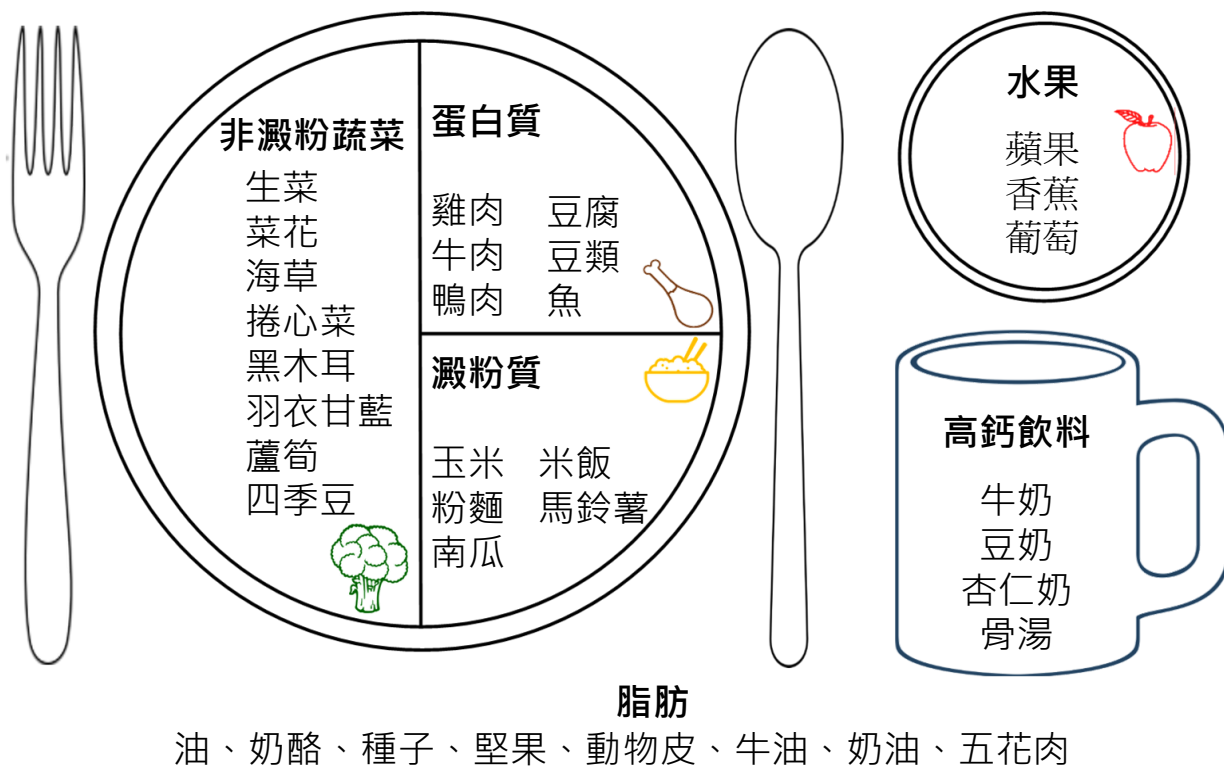 非澱粉蔬菜
生菜
菜花
海草
捲心菜
黑木耳
羽衣甘藍
蘆筍
四季豆
蛋白質
雞肉 豆腐
牛肉 豆類
鴨肉 魚
澱粉質
玉米 米飯
粉麵 馬鈴薯
南瓜
水果
蘋果
香蕉
葡萄
高鈣飲料
牛奶
豆奶
杏仁奶
骨湯
脂肪
油、奶酪、種子、堅果、動物皮、牛油、奶油、五花肉